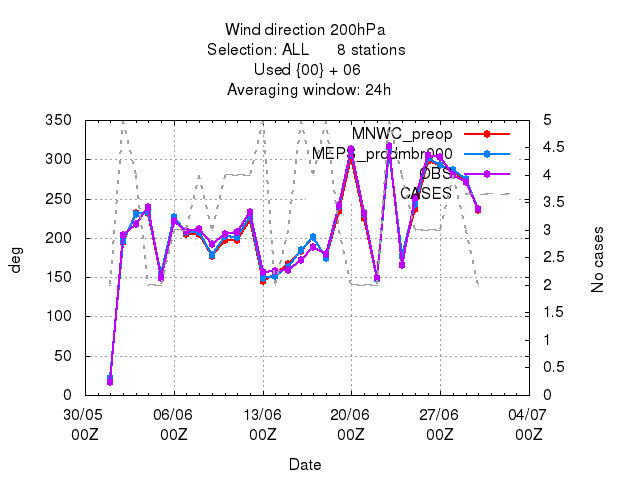 Wind direction 200hPa
Selection: ALL 8 stations
Used {00} + 06
Averaging window: 24h
MNWC_preop
MEPS_prodmbr000
OBS
CASES
deg
No cases
350
300
250
200
150
100
50
0
5
4.5
4
3.5
3
2.5
2
1.5
1
0.5
0
30/05 06/06 13/06 20/06 27/06 04/07
00Z 00Z 00Z 00Z 00Z 00Z
Date